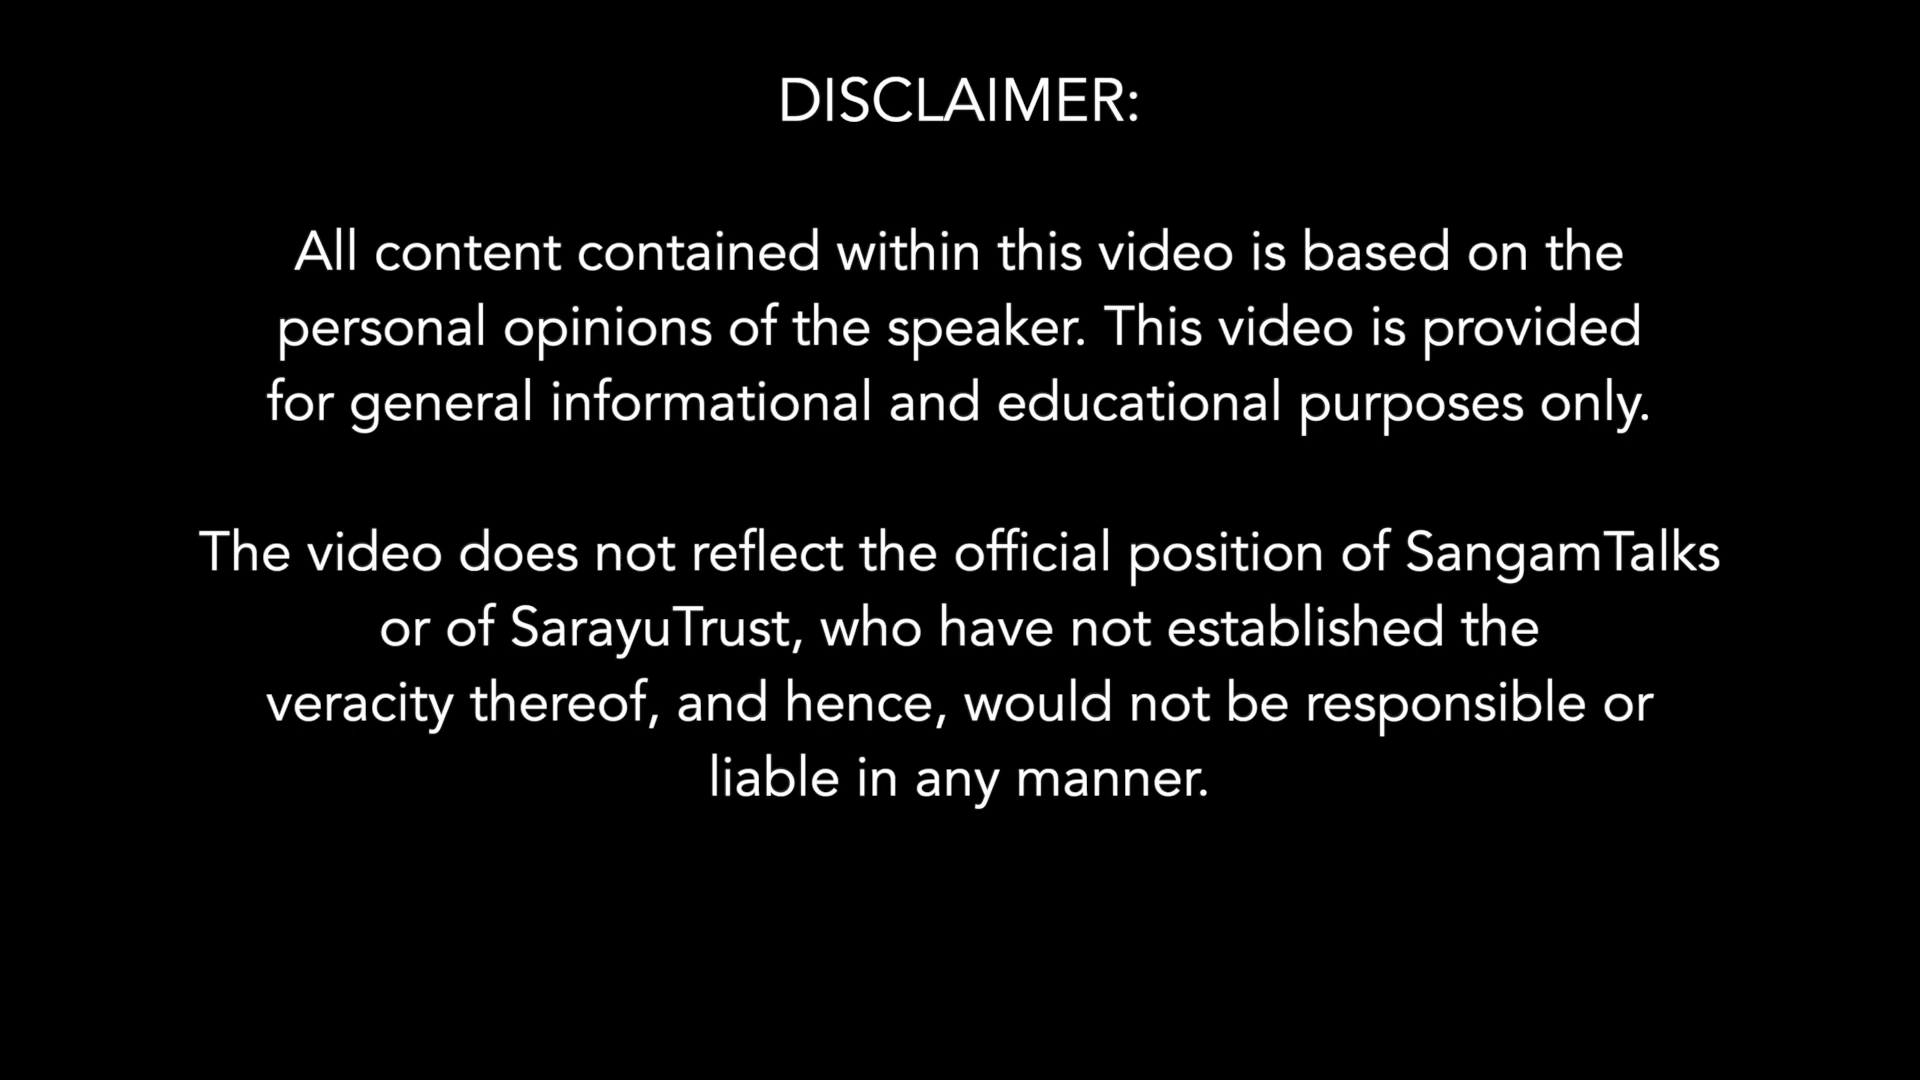 DISCLAIMER:
All content contained within this video is based on the
personal opinions of the speaker. This video is provided
for general informational and educational purposes only.
The video does not reflect the official position of SangamTalks
or of SarayuTrust, who have not established the
veracity thereof, and hence, would not be responsible or
liable in any manner.